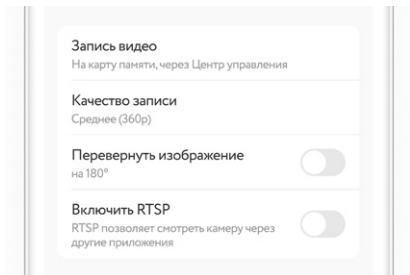 Запись видео
На карту памяти, через Центр управления
Качество записи
Среднее (360p)
Перевернуть изображение
на 180°
Включить RTSP
RTSP позволяет смотреть камеру через
другие приложения